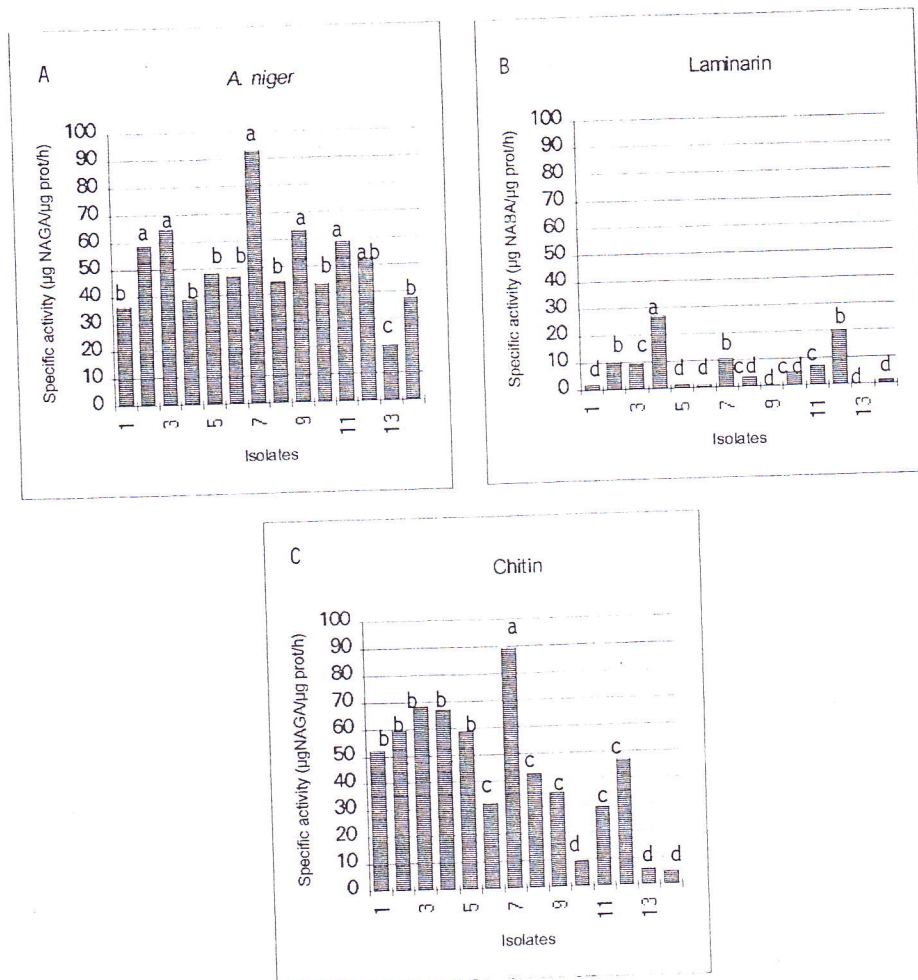 A
A. niger
Specific activity (µg NAGA/µg prot/h)
100
90
80
70
60
50
40
30
20
10
0
b a a b b b a b a b a ab c b
1 3 5 7 9 11 13
Isolates
B
Laminarin
Specific activity (µg NABA/µg prot/h)
100
90
80
70
60
50
40
30
20
10
0
d b c a d d b cd d cd c b d d
1 3 5 7 9 11 13
Isolates
C
Chitin
Specific activity (µgNAGA/µg prot/h)
100
90
80
70
60
50
40
30
20
10
0
b b b b b c a c c d c c d d
1 3 5 7 9 11 13
Isolates